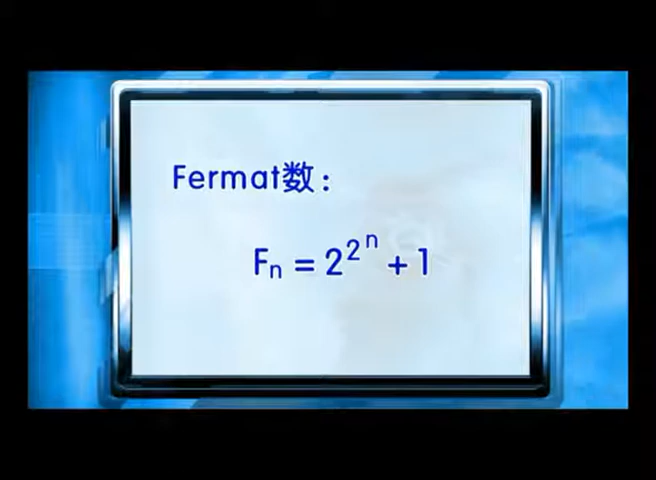 Fermat数：
Fₙ = 2^2^n + 1